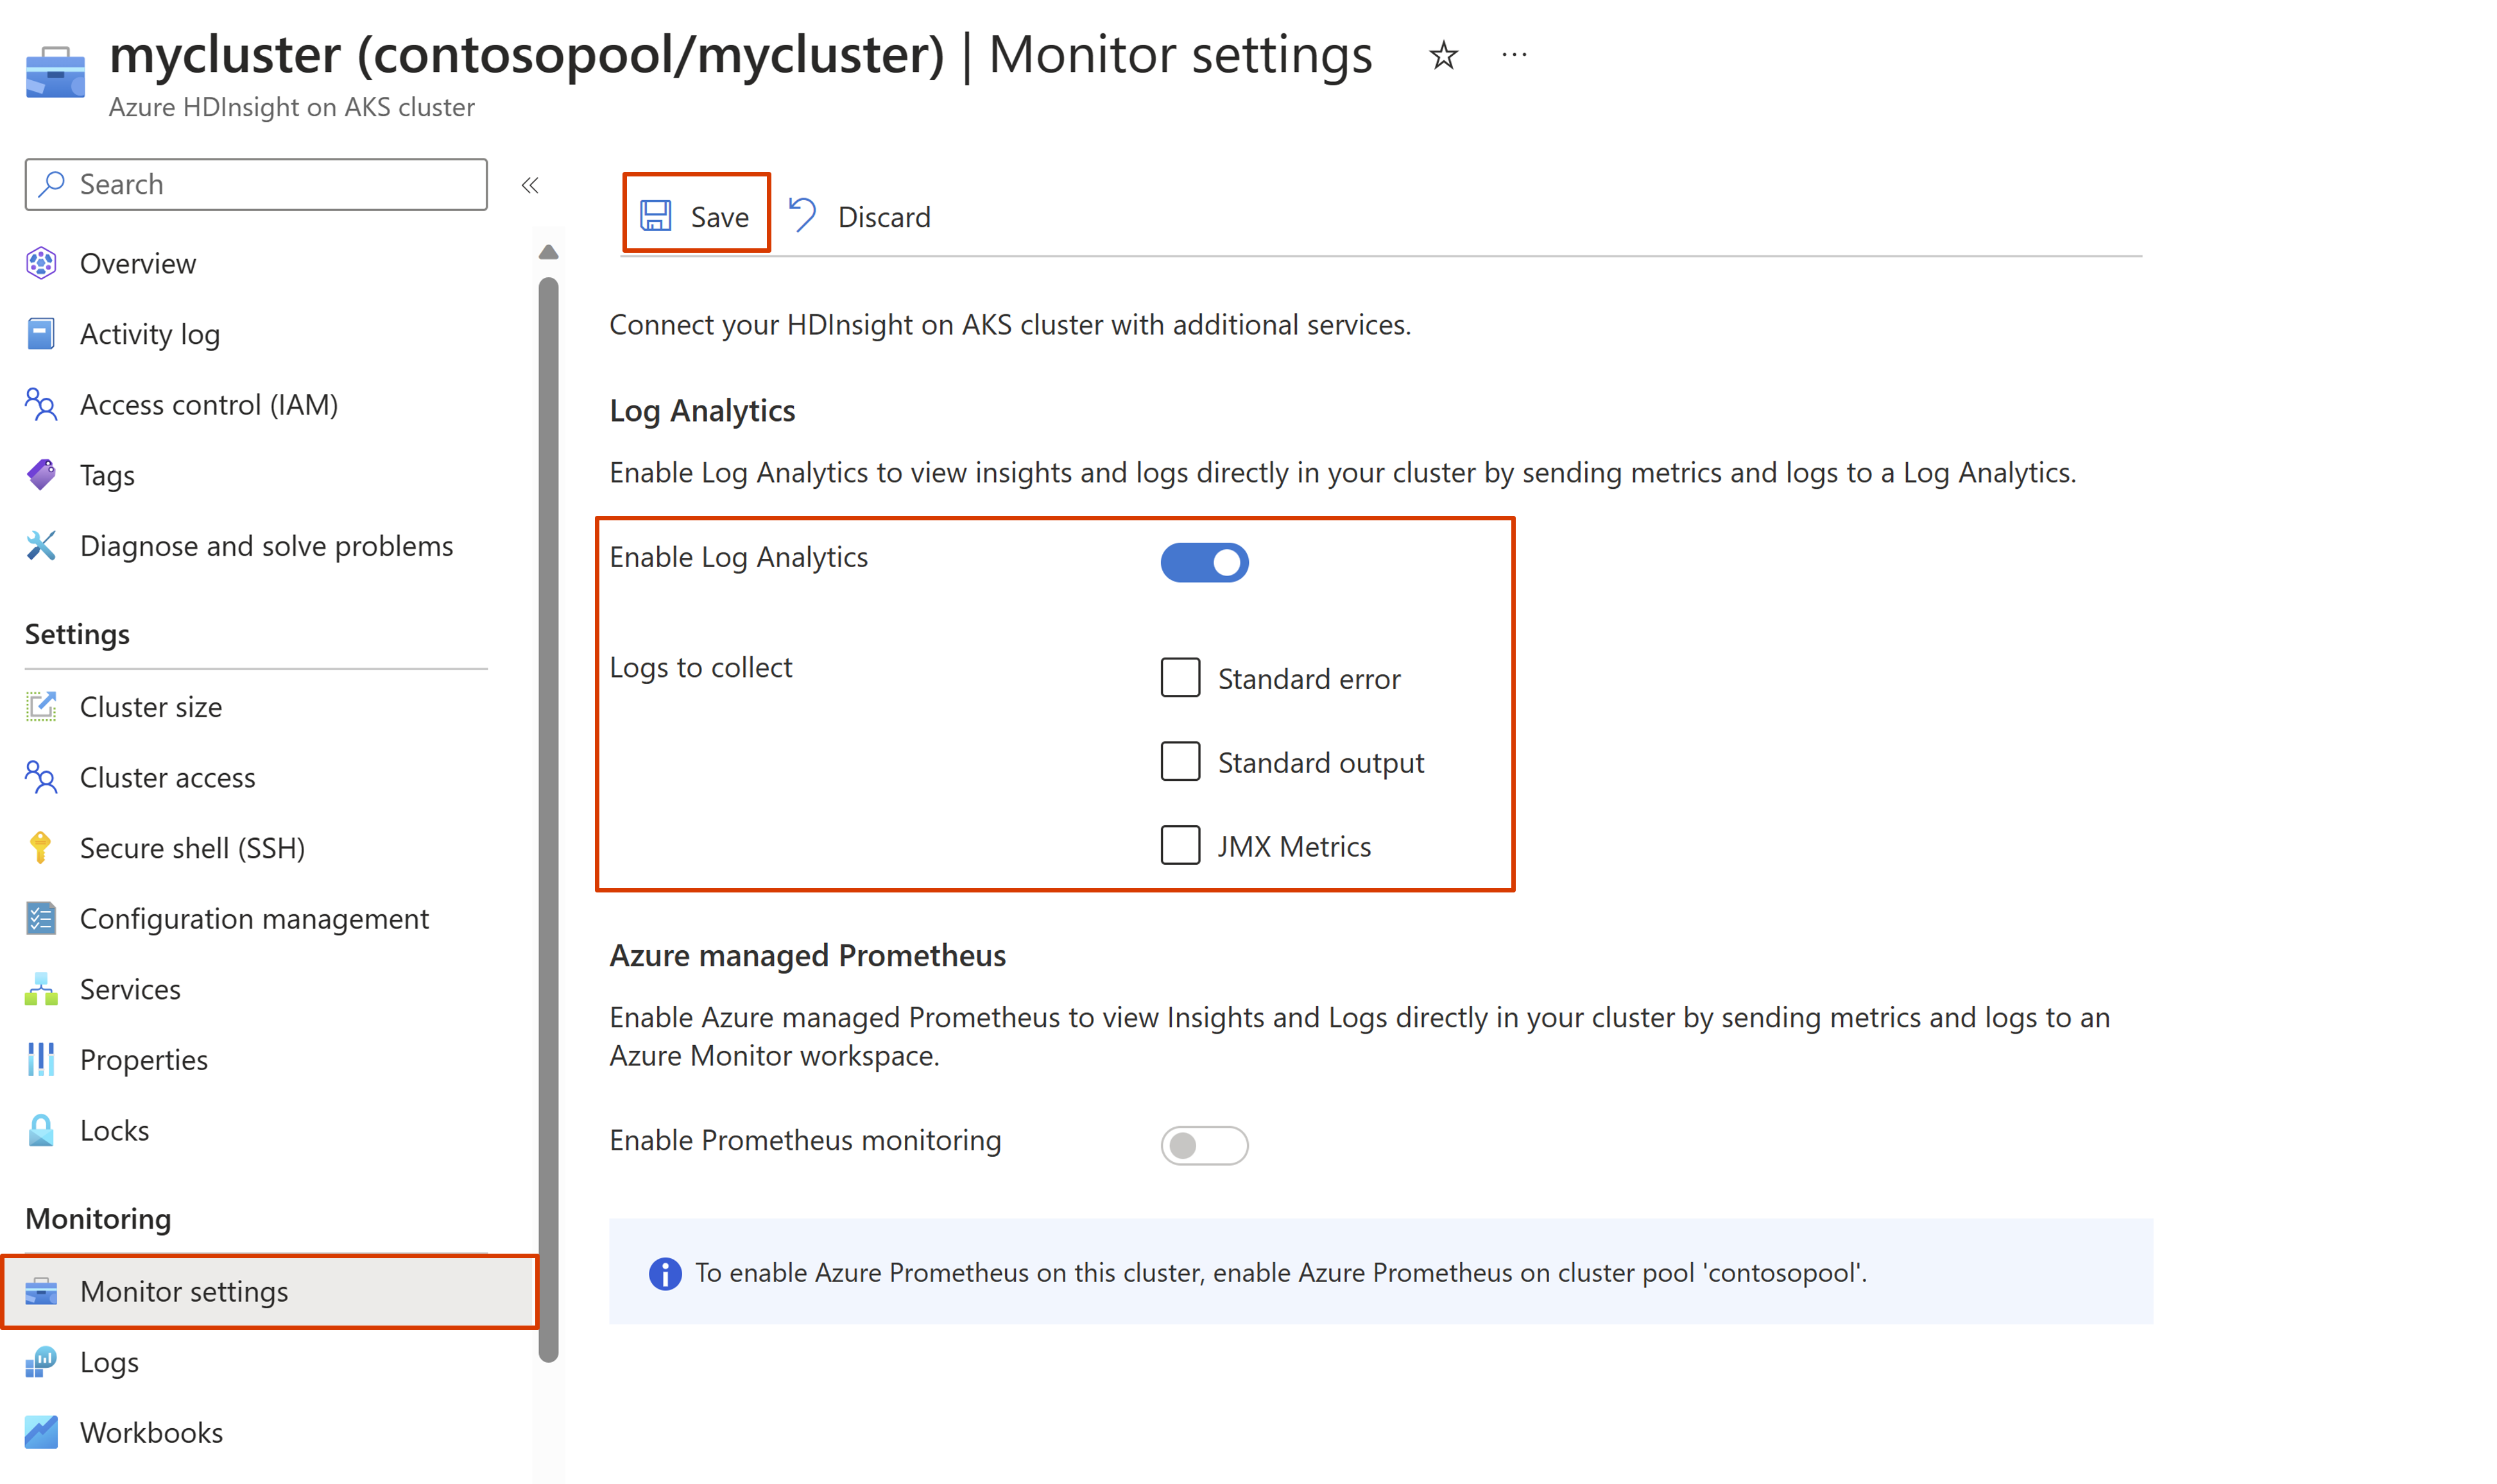 mycluster (contosopool/mycluster) | Monitor settings
Azure HDInsight on AKS cluster
Search
Overview
Activity log
Access control (IAM)
Tags
Diagnose and solve problems
Settings
Cluster size
Cluster access
Secure shell (SSH)
Configuration management
Services
Properties
Locks
Monitoring
Monitor settings
Logs
Workbooks
Save
Discard
Connect your HDInsight on AKS cluster with additional services.
Log Analytics
Enable Log Analytics to view insights and logs directly in your cluster by sending metrics and logs to a Log Analytics.
Enable Log Analytics
Logs to collect
Standard error
Standard output
JMX Metrics
Azure managed Prometheus
Enable Azure managed Prometheus to view Insights and Logs directly in your cluster by sending metrics and logs to an
Azure Monitor workspace.
Enable Prometheus monitoring
To enable Azure Prometheus on this cluster, enable Azure Prometheus on cluster pool 'contosopool'.